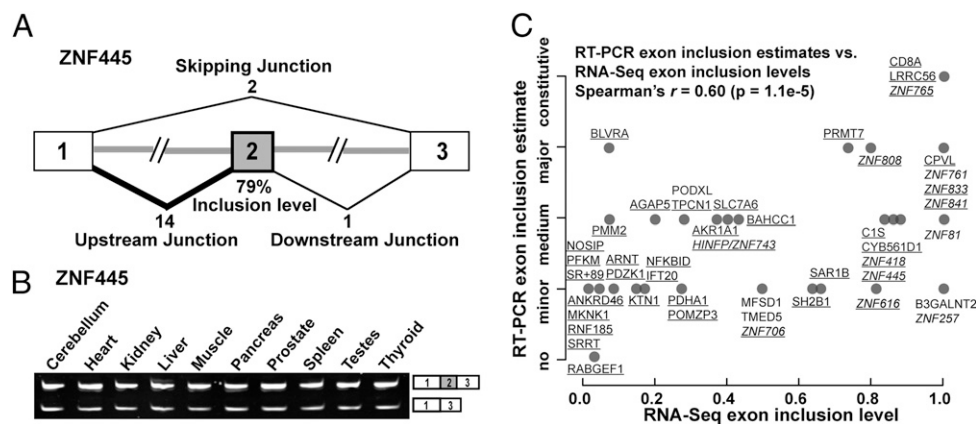 A
ZNF445
Skipping Junction
2
1
2
3
79%
Inclusion level
14
1
Upstream Junction
Downstream Junction
B
ZNF445
Cerebellum
Heart
Kidney
Liver
Muscle
Pancreas
Prostate
Spleen
Testes
Thyroid
1 2 3
1 3
C
RT-PCR exon inclusion estimates vs.
RNA-Seq exon inclusion levels
Spearman's r = 0.60 (p = 1.1e-5)
RT-PCR exon inclusion estimate
constitutive
major
medium
minor
no
CD8A
LRRC56
ZNF765
BLVRA
PRMT7
ZNF808
CPVL
ZNF761
ZNF833
ZNF841
PODXL
AGAP5
TPCN1
SLC7A6
BAHCC1
PMM2
AKR1A1
HINFP/ZNF743
C1S
CYB561D1
ZNF418
ZNF445
ZNF81
NOSIP
PFKM
SR+89
ARNT
PDZK1
NFKBID
IFT20
SAR1B
ANKRD46
MKNK1
RNF185
SRRT
KTN1
PDHA1
POMZP3
MFSD1
TMED5
ZNF706
SH2B1
ZNF616
B3GALNT2
ZNF257
RABGEF1
0.0 0.2 0.4 0.6 0.8 1.0
RNA-Seq exon inclusion level